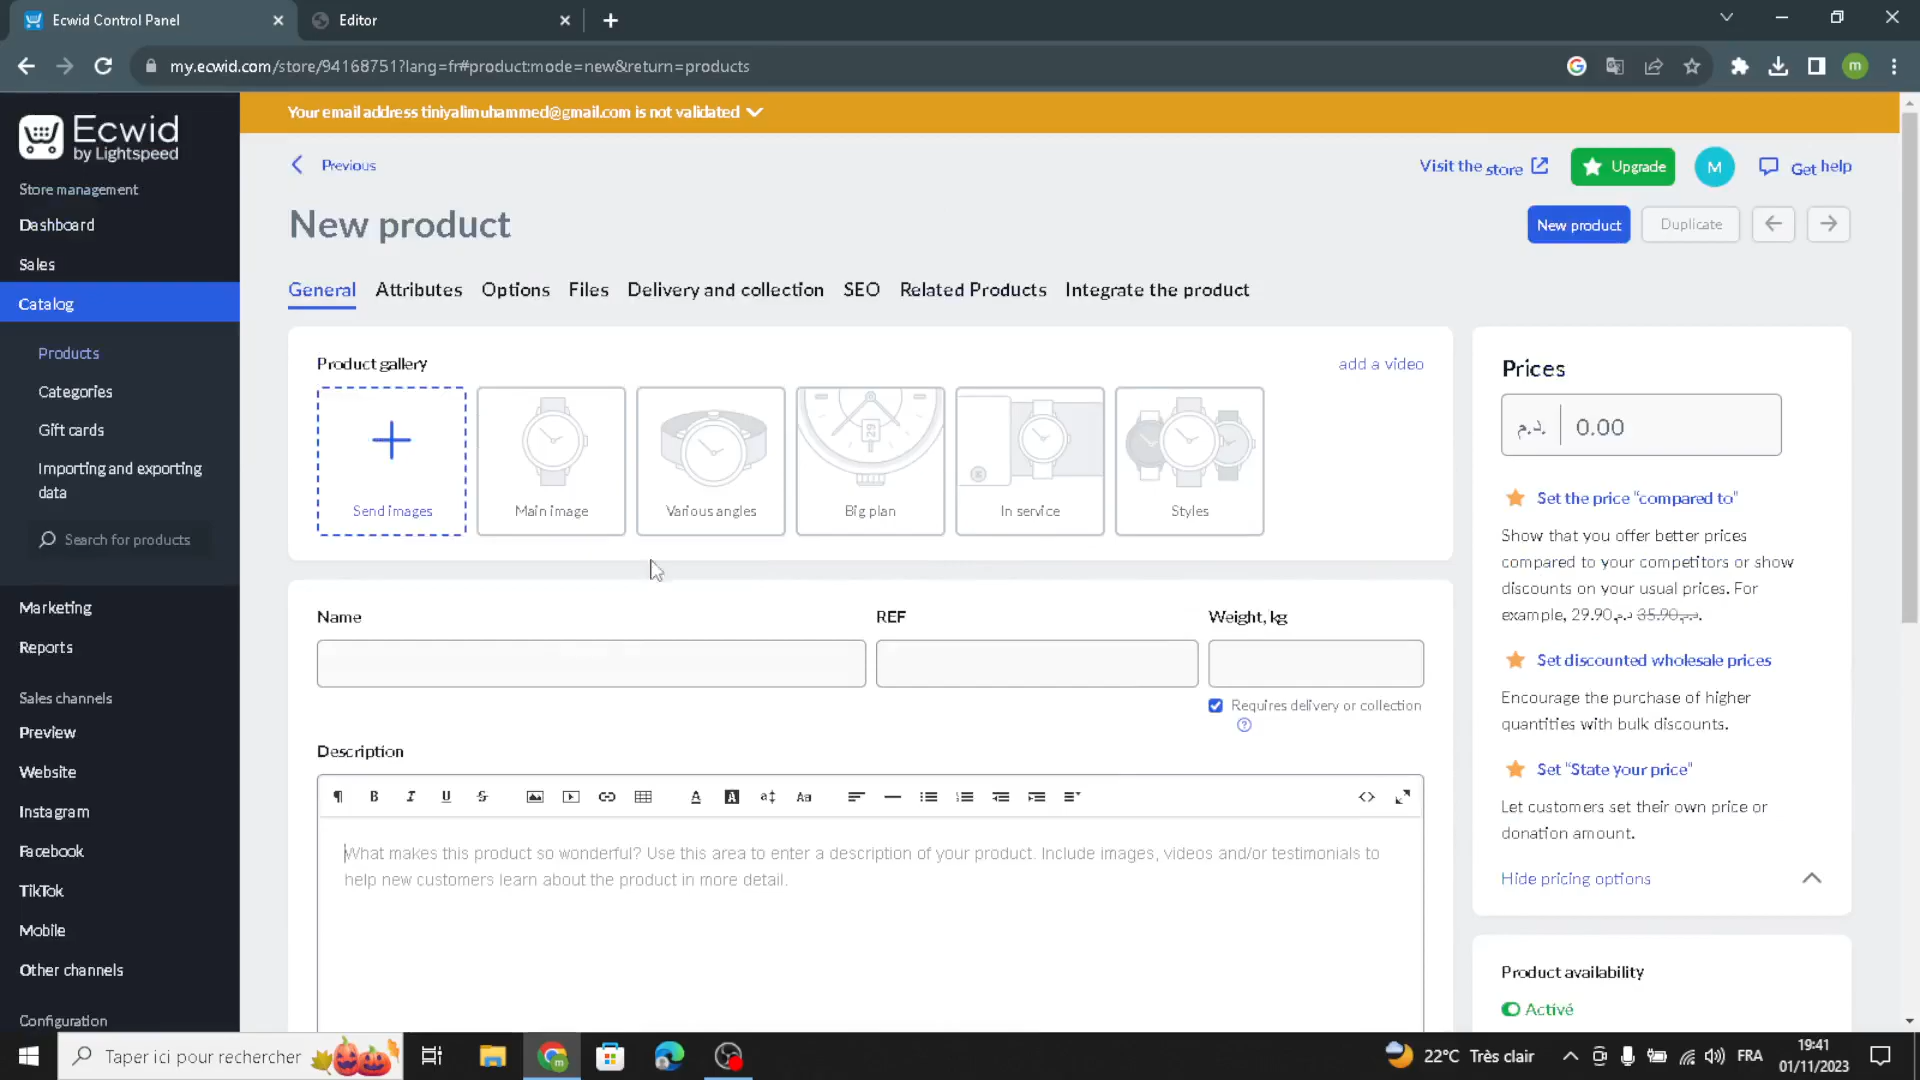 Ecwid Control Panel
Editor
my.ecwid.com/store/94168751?lang=fr#product:mode=new&return=products
m
Ecwid
by Lightspeed
Store management
Dashboard
Sales
Catalog
Products
Categories
Gift cards
Importing and exporting
data
Search for products
Marketing
Reports
Sales channels
Preview
Website
Instagram
Facebook
TikTok
Mobile
Other channels
Configuration
Your email address tiniyalimuhammed@gmail.com is not validated
Previous
Visit the store
Upgrade
M
Get help
New product
New product
Duplicate
General
Attributes
Options
Files
Delivery and collection
SEO
Related Products
Integrate the product
Product gallery
add a video
Send images
Main image
Various angles
29
Big plan
In service
Styles
Name
REF
Weight, kg
Requires delivery or collection
Description
What makes this product so wonderful? Use this area to enter a description of your product. Include images, videos and/or testimonials to
help new customers learn about the product in more detail.
Prices
د.م. 0.00
Set the price “compared to”
Show that you offer better prices
compared to your competitors or show
discounts on your usual prices. For
example, 29.90د.م. 35.90د.م..
Set discounted wholesale prices
Encourage the purchase of higher
quantities with bulk discounts.
Set “State your price”
Let customers set their own price or
donation amount.
Hide pricing options
Product availability
Activé
Taper ici pour rechercher
22°C Très clair
FRA
19:41
01/11/2023